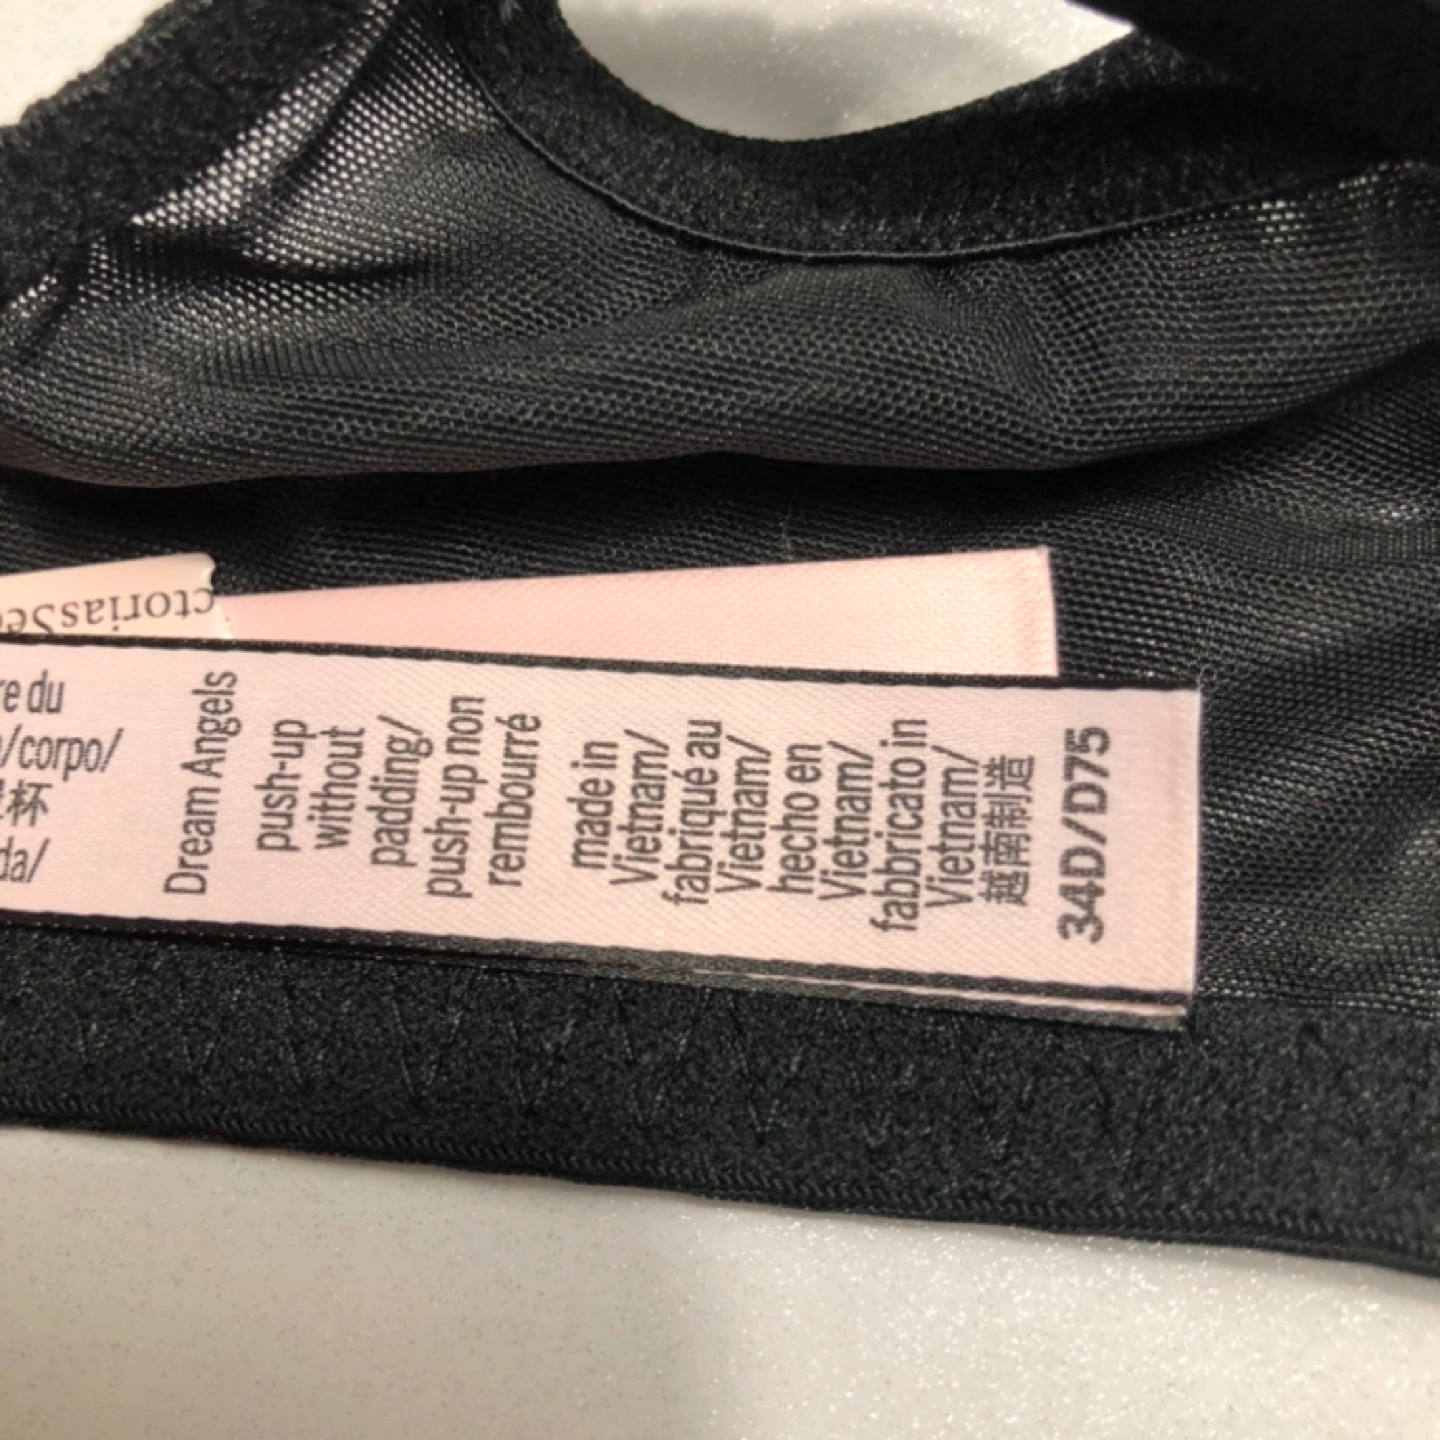 ctoriasSec
re du
/corpo/
杯
da/
Dream Angels
push-up
without
padding/
push-up non
rembourré
made in
Vietnam/
fabriqué au
Vietnam/
hecho en
Vietnam/
fabbricato in
Vietnam/
越南制造
34D/D75